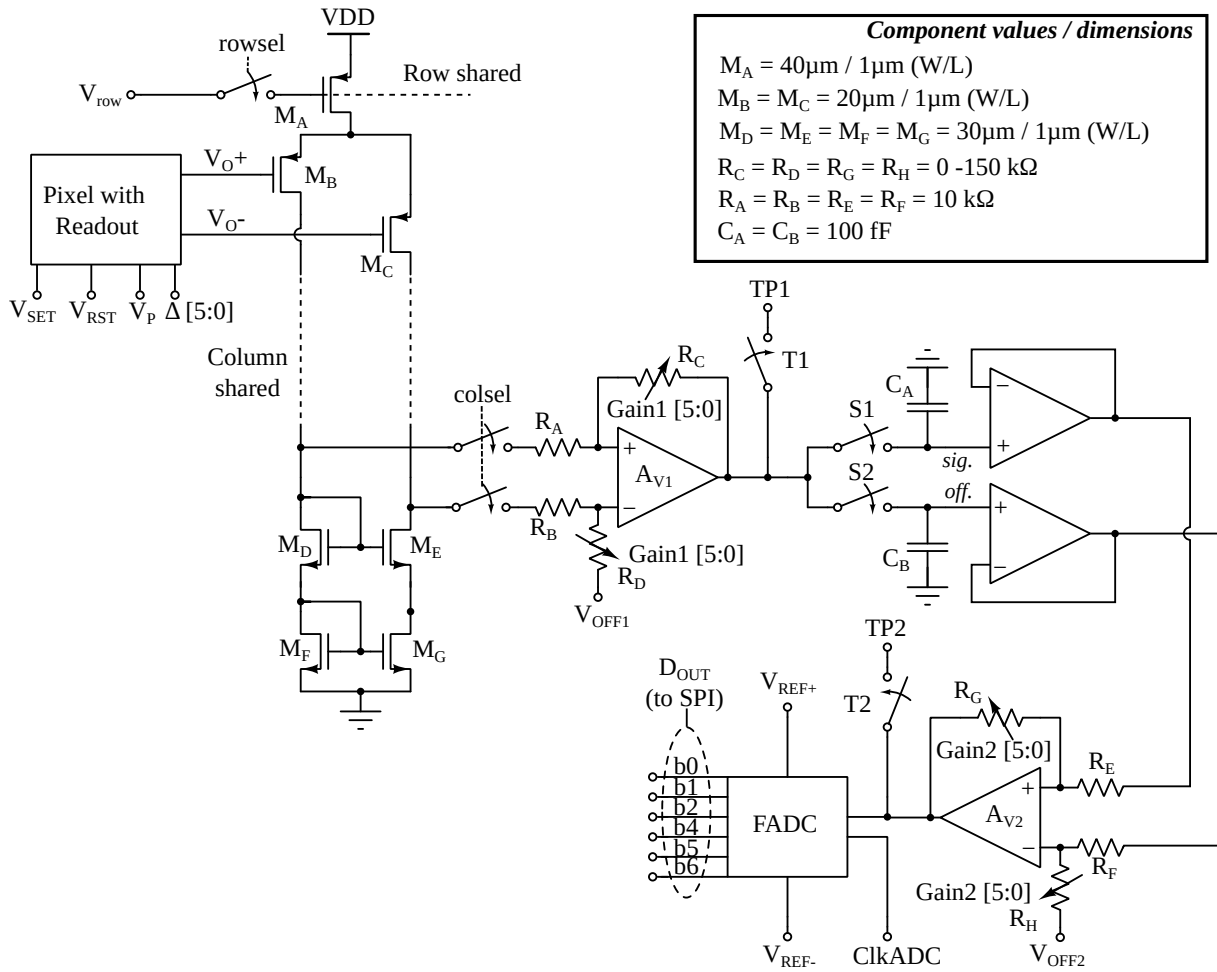 VDD
rowsel
Row shared
V_row
M_A
Component values / dimensions
M_A = 40µm / 1µm (W/L)
M_B = M_C = 20µm / 1µm (W/L)
M_D = M_E = M_F = M_G = 30µm / 1µm (W/L)
R_C = R_D = R_G = R_H = 0 -150 kΩ
R_A = R_B = R_E = R_F = 10 kΩ
C_A = C_B = 100 fF
Pixel with
Readout
V_O+
M_B
V_O-
M_C
V_SET
V_RST
V_P
Δ [5:0]
Column
shared
colsel
R_A
R_B
R_C
Gain1 [5:0]
+
A_V1
−
Gain1 [5:0]
R_D
V_OFF1
TP1
T1
S1
S2
C_A
sig.
off.
C_B
−
+
+
−
M_D
M_E
M_F
M_G
TP2
T2
D_OUT
(to SPI)
V_REF+
b0
b1
b2
b4
b5
b6
FADC
V_REF-
ClkADC
R_G
Gain2 [5:0]
R_E
+
A_V2
−
R_F
Gain2 [5:0]
R_H
V_OFF2